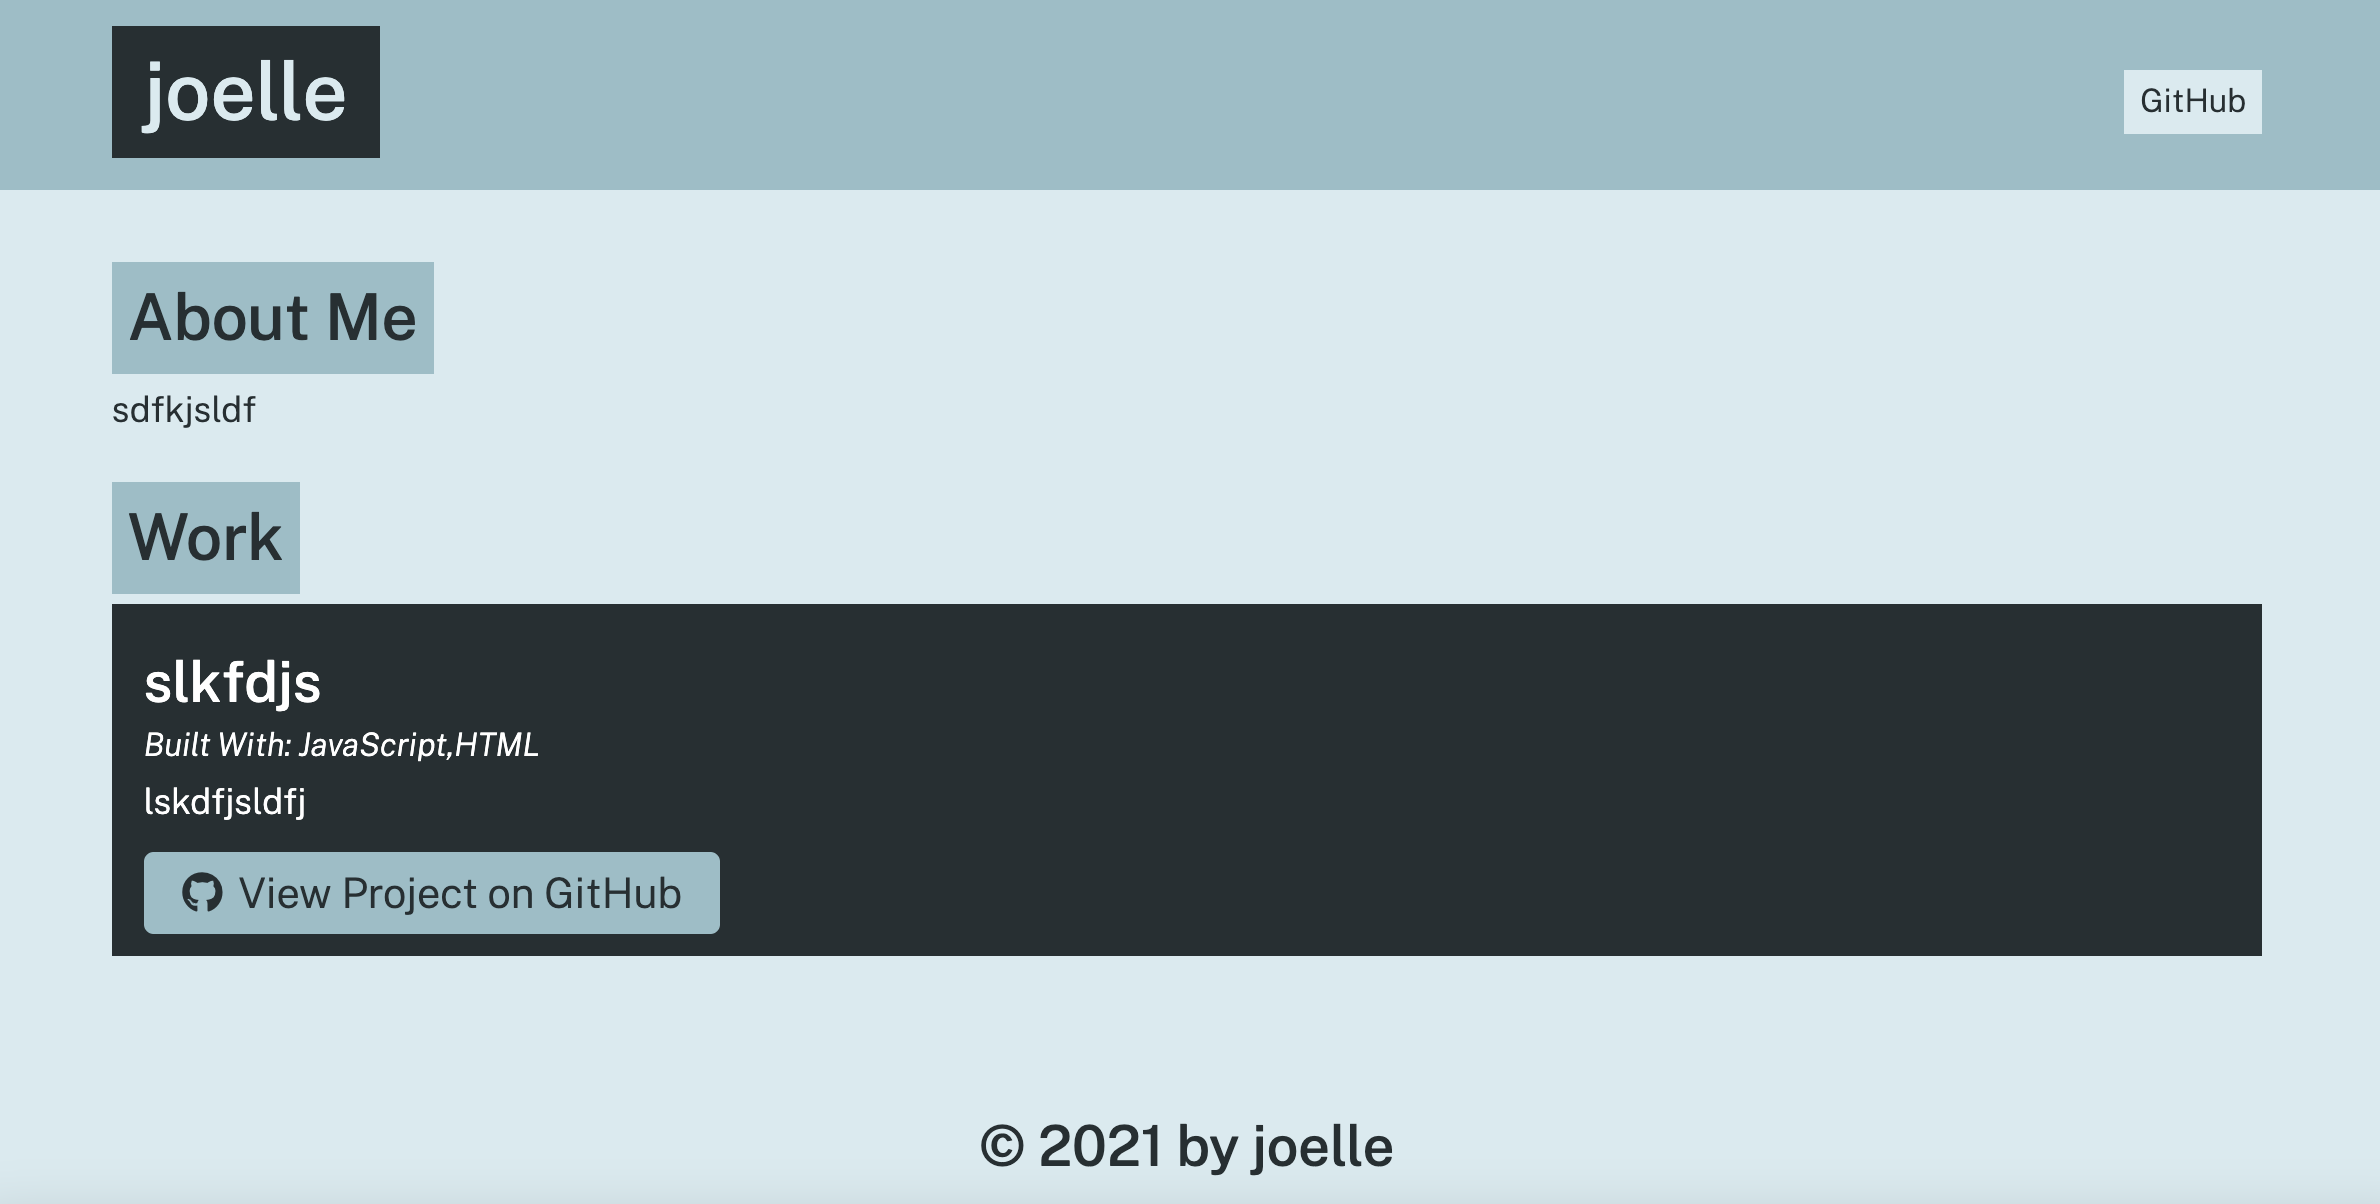 joelle
GitHub
About Me
sdfkjsldf
Work
slkfdjs
Built With: JavaScript,HTML
lskdfjsldfj
View Project on GitHub
© 2021 by joelle